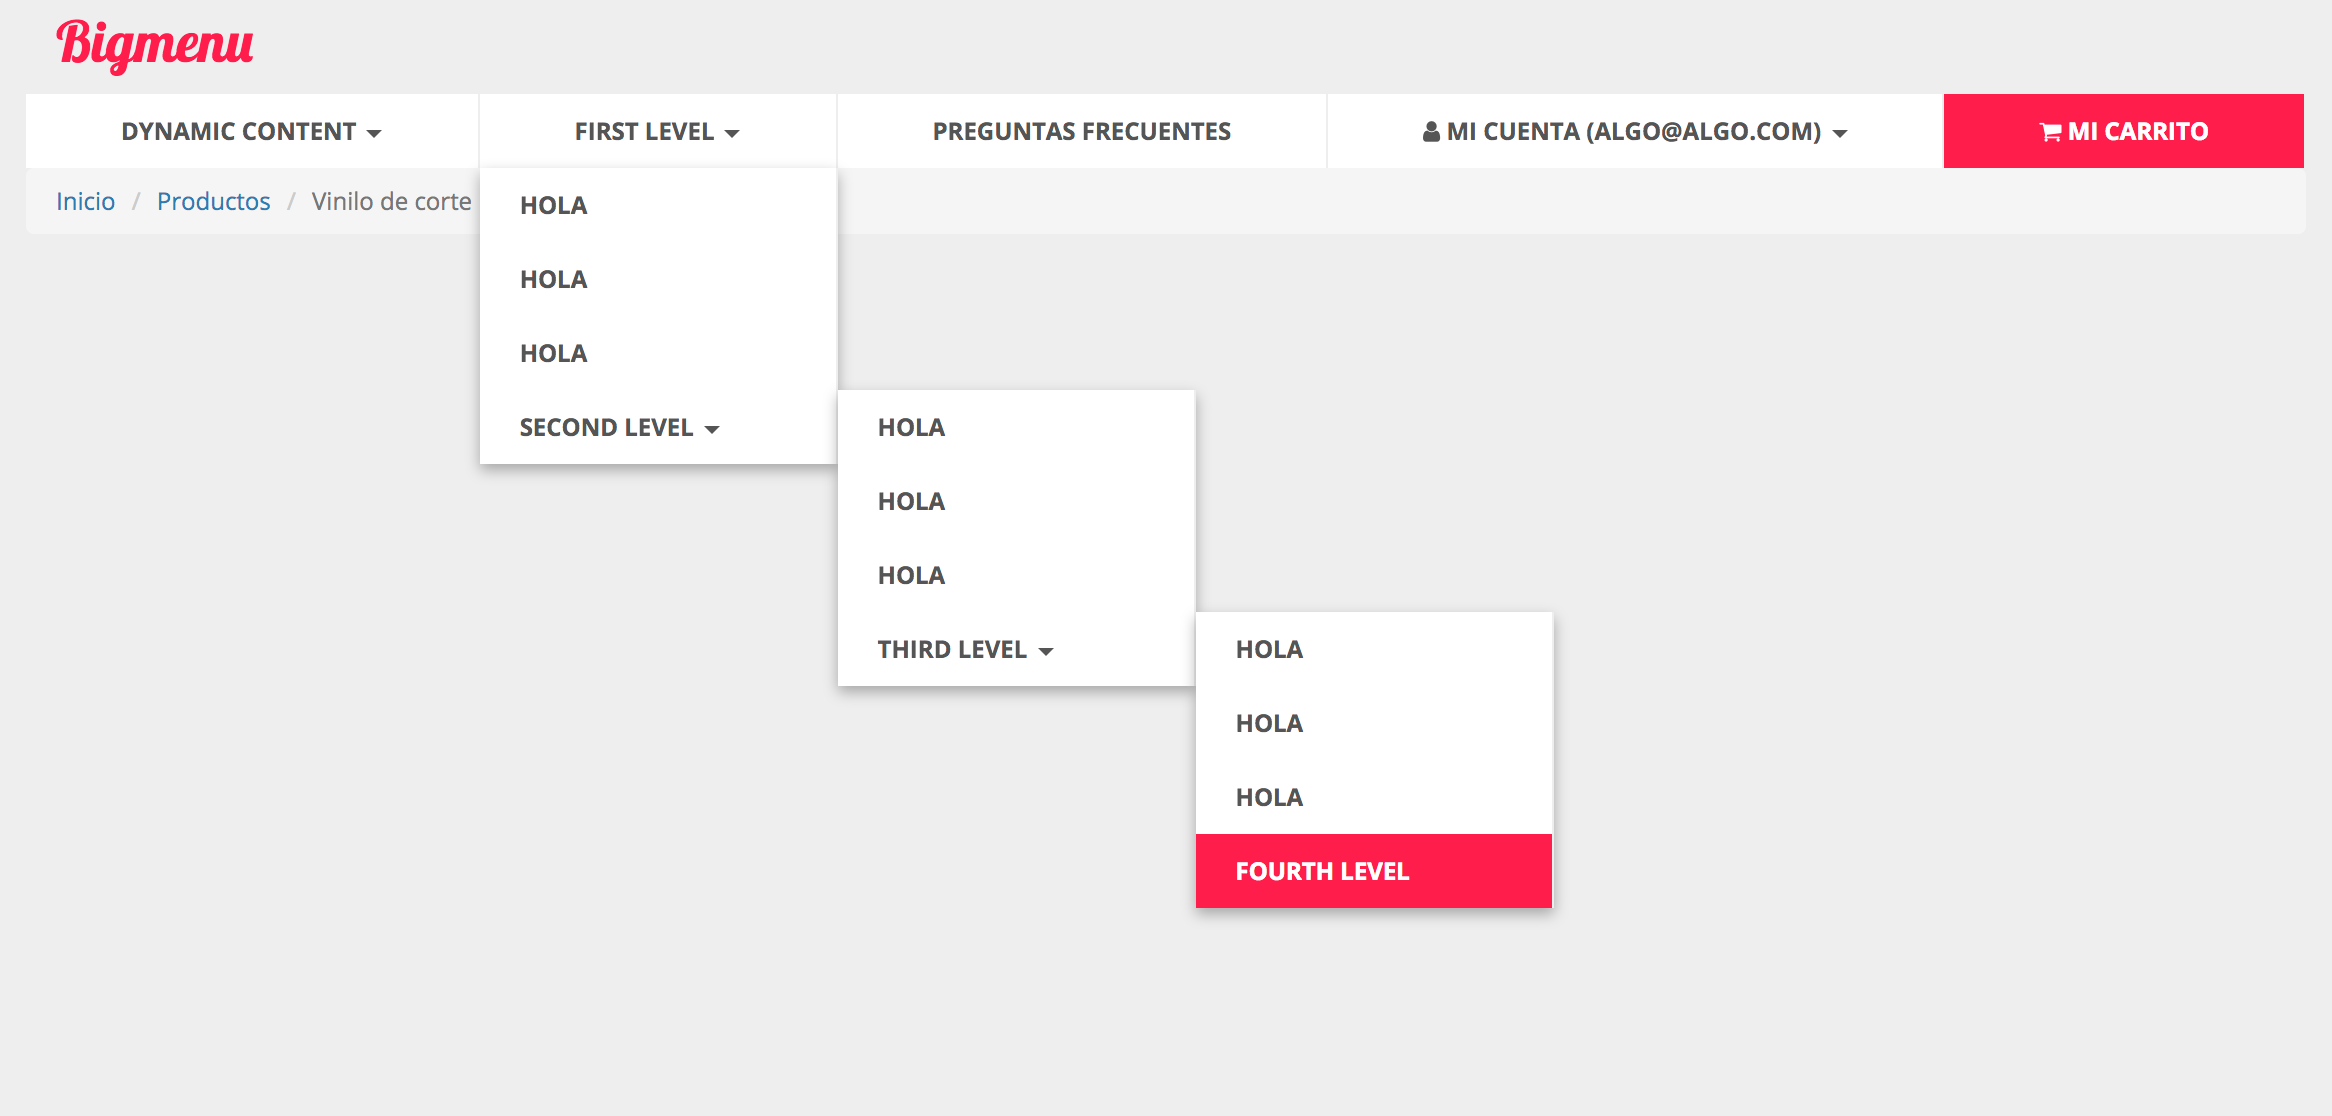 Bigmenu
DYNAMIC CONTENT FIRST LEVEL PREGUNTAS FRECUENTES MI CUENTA (ALGO@ALGO.COM) MI CARRITO
Inicio / Productos / Vinilo de corte
HOLA
HOLA
HOLA
SECOND LEVEL
HOLA
HOLA
HOLA
THIRD LEVEL
HOLA
HOLA
HOLA
FOURTH LEVEL